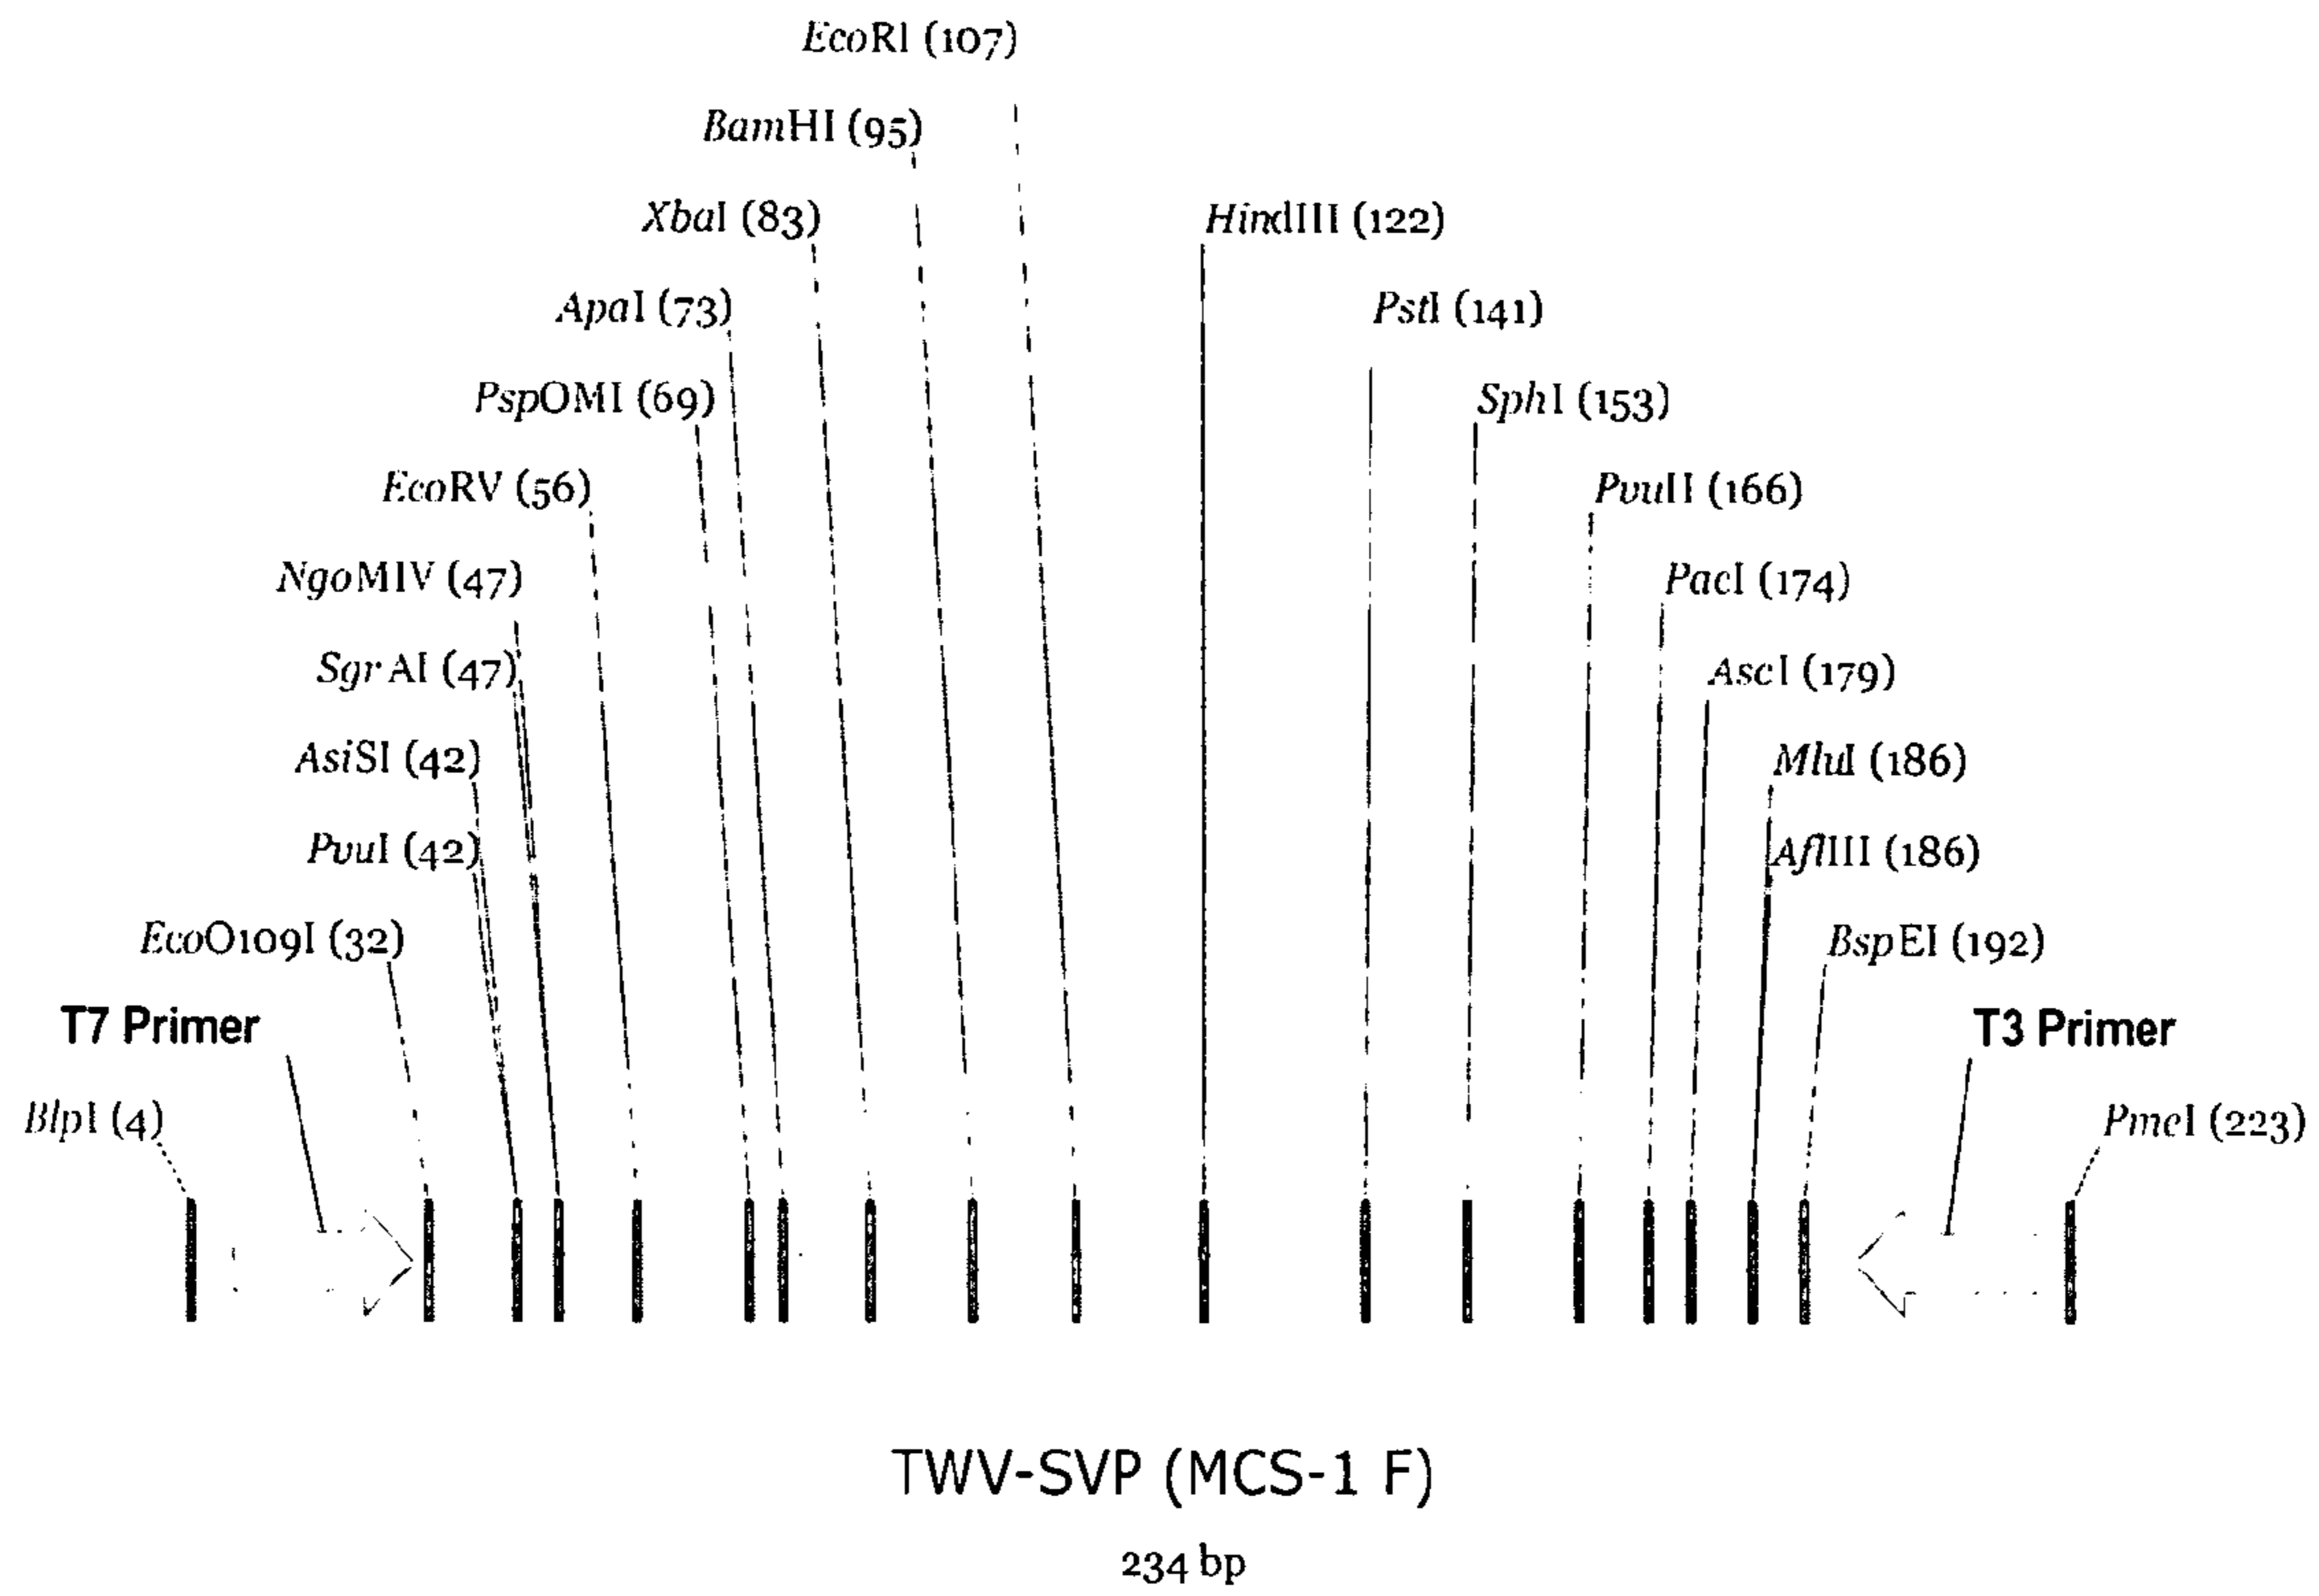 EcoRI (107)
BamHI (95)
XbaI (83)
HindIII (122)
ApaI (73)
PstI (141)
PspOMI (69)
SphI (153)
EcoRV (56)
PvuII (166)
NgoMIV (47)
PacI (174)
SgrAI (47)
AscI (179)
AsiSI (42)
MluI (186)
PvuI (42)
AflIII (186)
EcoO109I (32)
BspEI (192)
T7 Primer
T3 Primer
BlpI (4)
PmeI (223)
TWV-SVP (MCS-1 F)
234 bp